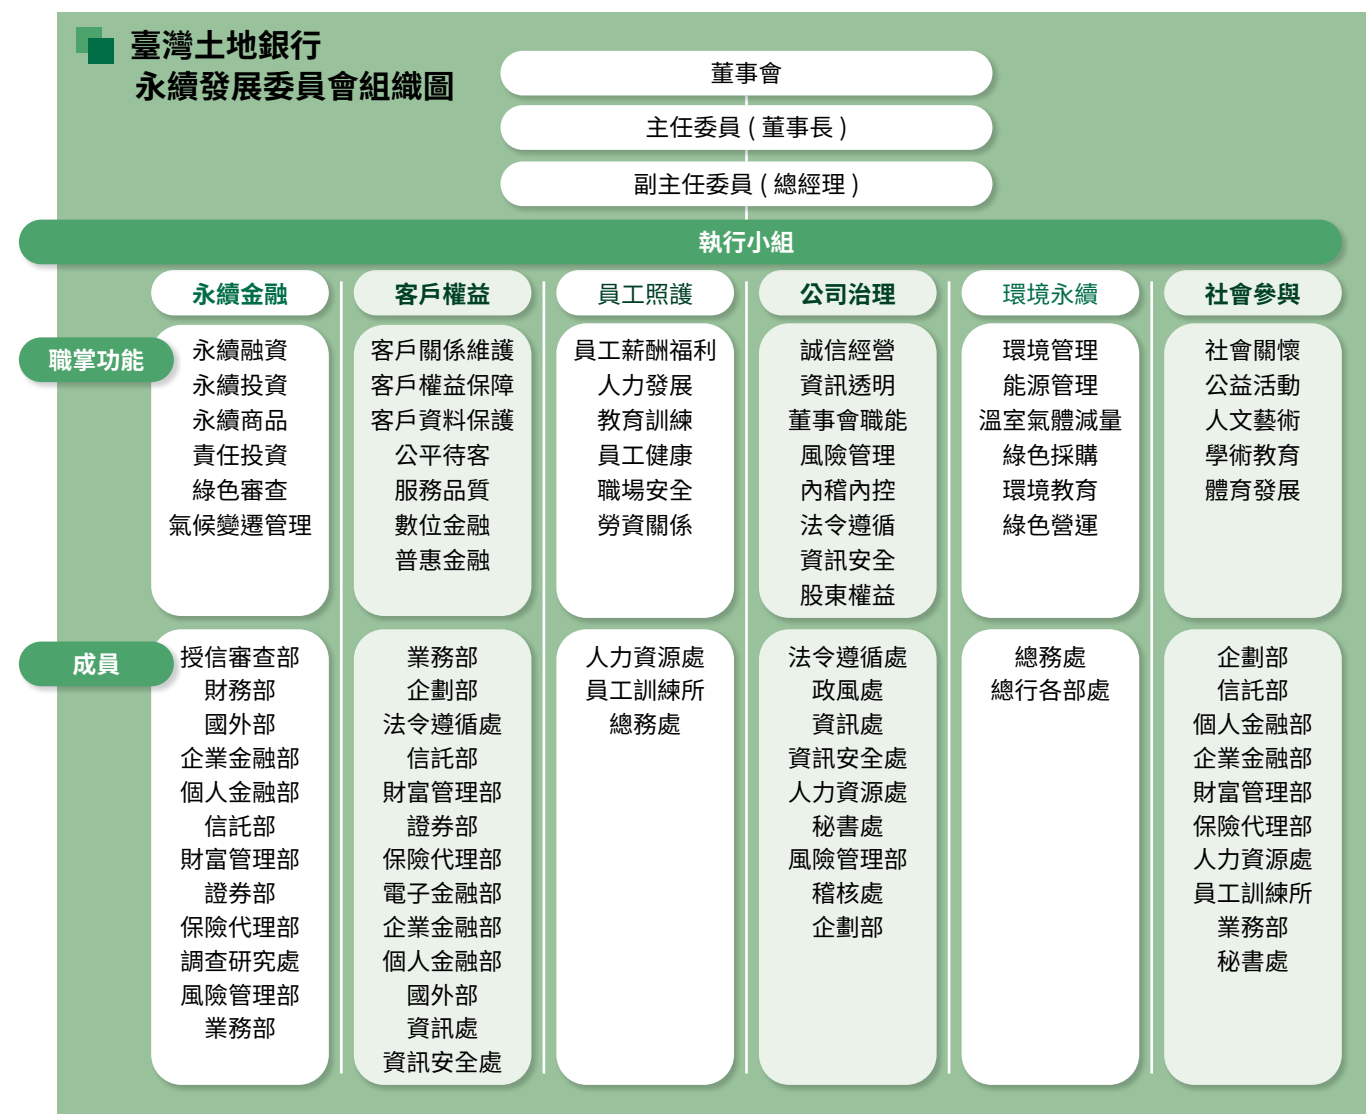 臺灣土地銀行
永續發展委員會組織圖
董事會
主任委員 ( 董事長 )
副主任委員 ( 總經理 )
執行小組
永續金融
客戶權益
員工照護
公司治理
環境永續
社會參與
職掌功能
永續融資
永續投資
永續商品
責任投資
綠色審查
氣候變遷管理
客戶關係維護
客戶權益保障
客戶資料保護
公平待客
服務品質
數位金融
普惠金融
員工薪酬福利
人力發展
教育訓練
員工健康
職場安全
勞資關係
誠信經營
資訊透明
董事會職能
風險管理
內稽內控
法令遵循
資訊安全
股東權益
環境管理
能源管理
溫室氣體減量
綠色採購
環境教育
綠色營運
社會關懷
公益活動
人文藝術
學術教育
體育發展
成員
授信審查部
財務部
國外部
企業金融部
個人金融部
信託部
財富管理部
證券部
保險代理部
調查研究處
風險管理部
業務部
業務部
企劃部
法令遵循處
信託部
財富管理部
證券部
保險代理部
電子金融部
企業金融部
個人金融部
國外部
資訊處
資訊安全處
人力資源處
員工訓練所
總務處
法令遵循處
政風處
資訊處
資訊安全處
人力資源處
秘書處
風險管理部
稽核處
企劃部
總務處
總行各部處
企劃部
信託部
個人金融部
企業金融部
財富管理部
保險代理部
人力資源處
員工訓練所
業務部
秘書處